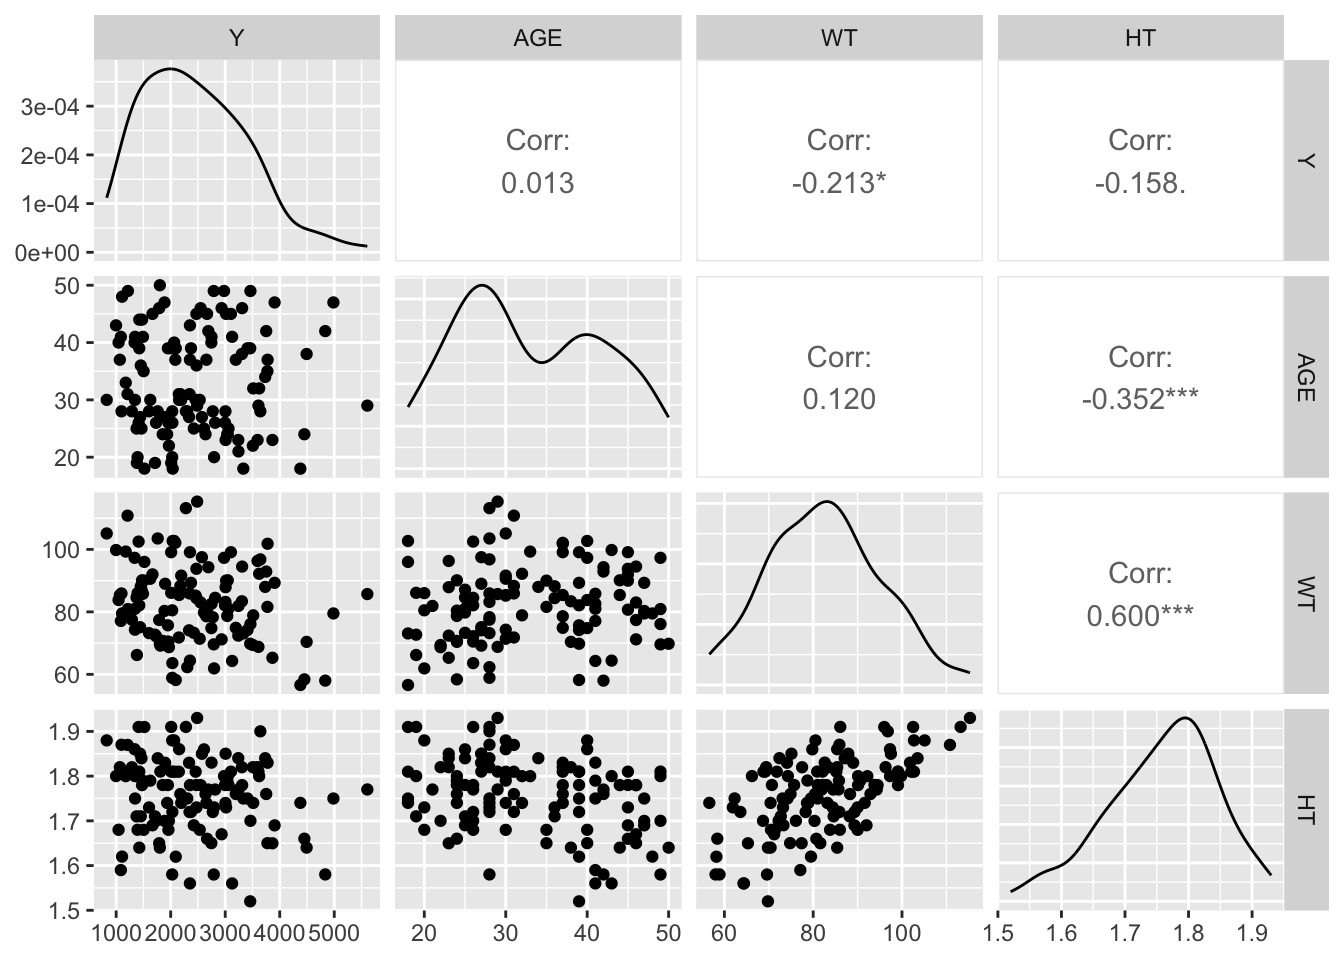 Y AGE WT HT
3e-04
2e-04
1e-04
0e+00
Corr:
0.013
Corr:
-0.213*
Corr:
-0.158.
Y
50
40
30
20
Corr:
0.120
Corr:
-0.352***
AGE
100
80
60
Corr:
0.600***
WT
1.9
1.8
1.7
1.6
1.5
HT
1000 2000 3000 4000 5000 20 30 40 50 60 80 100 1.5 1.6 1.7 1.8 1.9